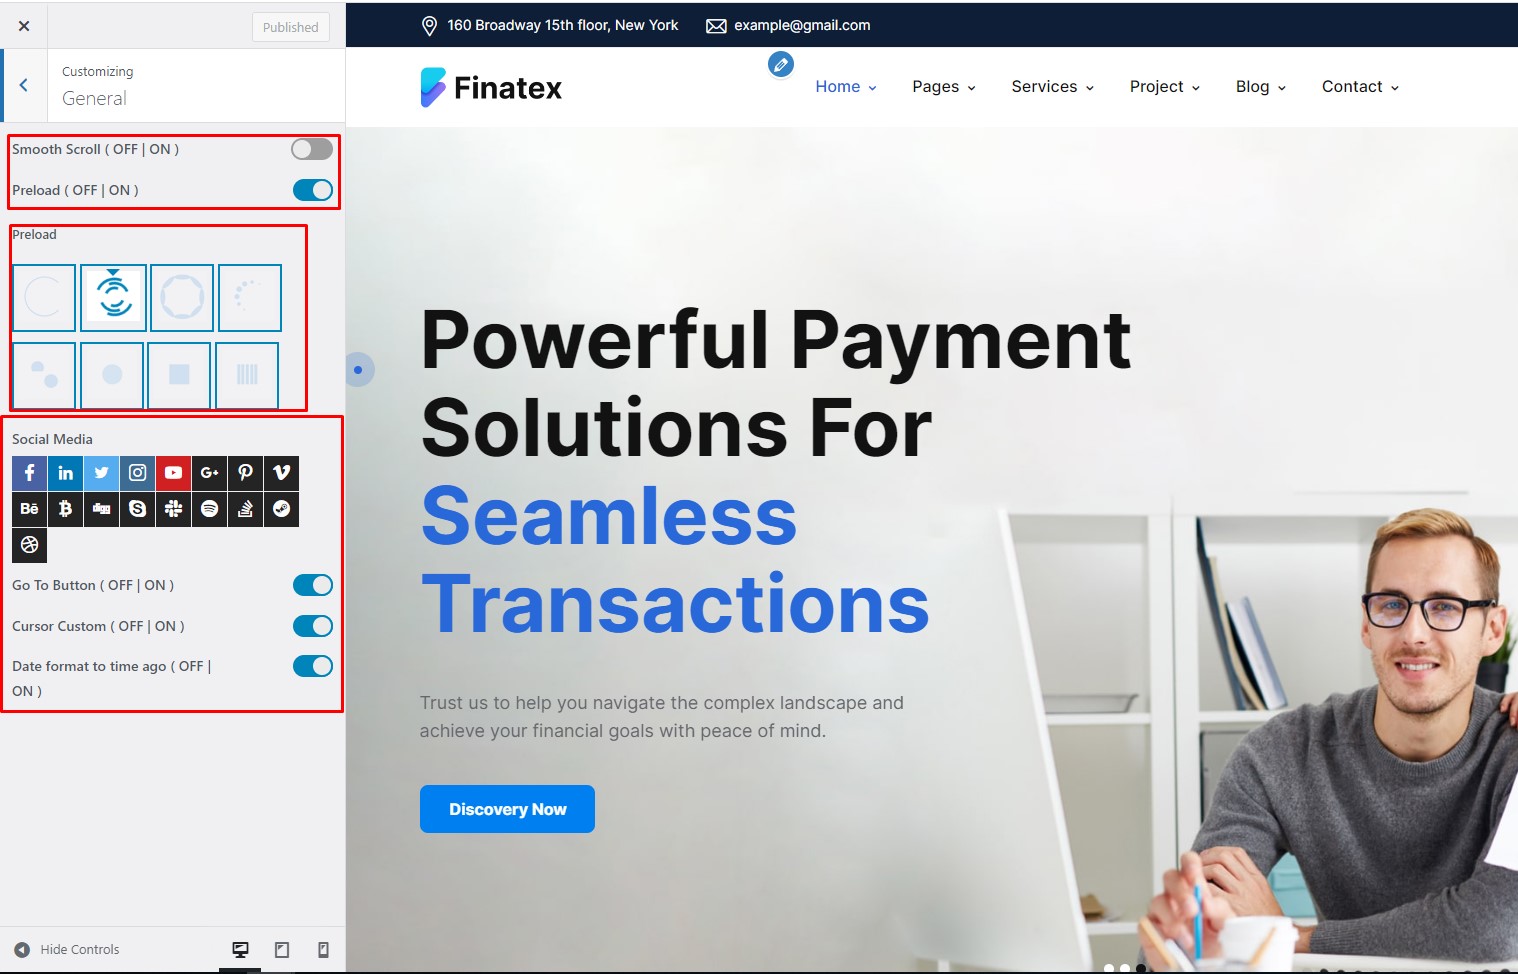 Published
Customizing
General
Smooth Scroll ( OFF | ON )
Preload ( OFF | ON )
Preload
Social Media
f in G+
Bē digg
Go To Button ( OFF | ON )
Cursor Custom ( OFF | ON )
Date format to time ago ( OFF |
ON )
Hide Controls
160 Broadway 15th floor, New York example@gmail.com
Finatex
Home Pages Services Project Blog Contact
Powerful Payment
Solutions For
Seamless
Transactions
Trust us to help you navigate the complex landscape and
achieve your financial goals with peace of mind.
Discovery Now